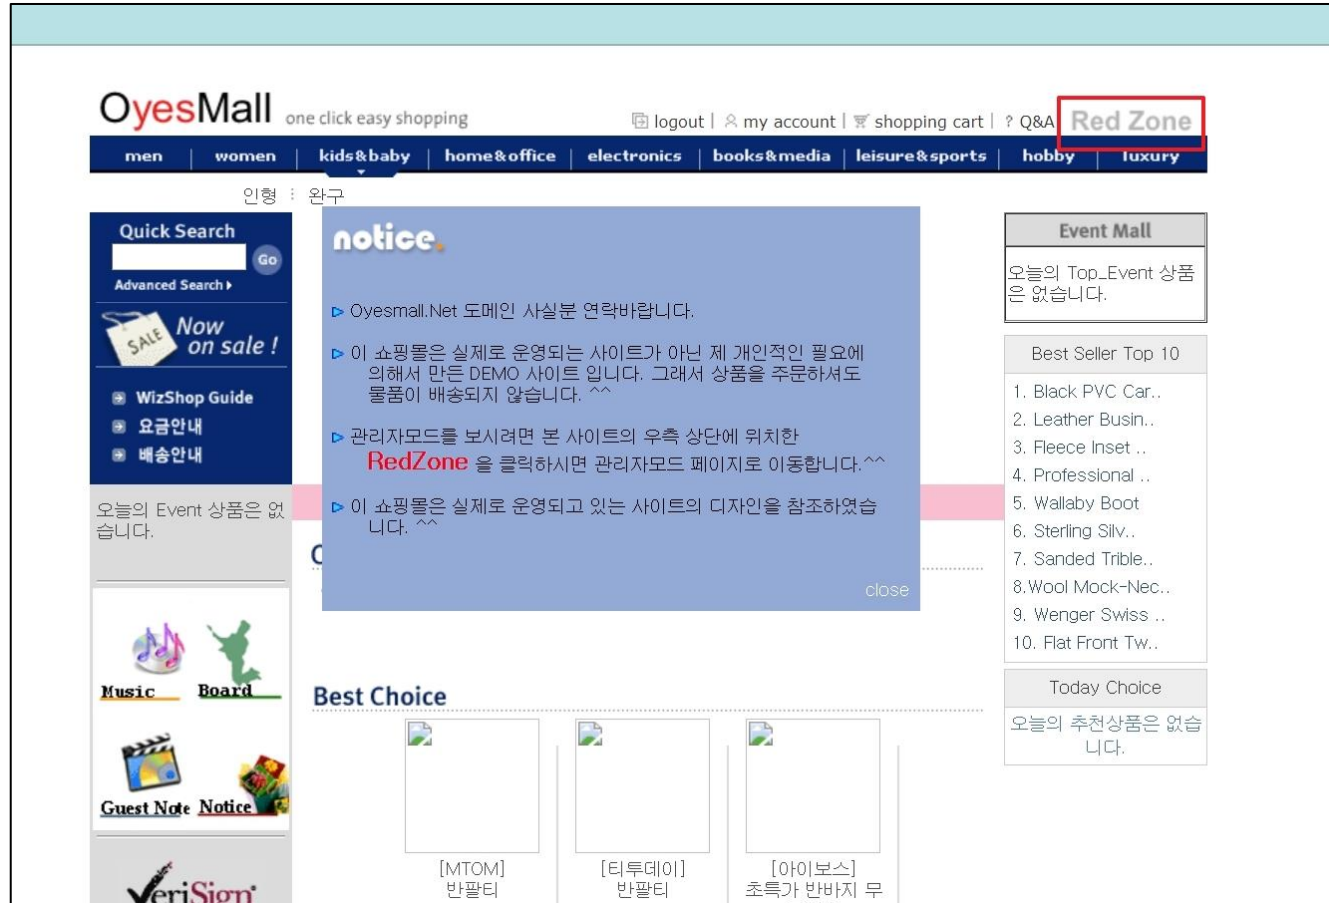 OyesMall one click easy shopping
logout | my account | shopping cart | ? Q&A Red Zone
men | women | kids&baby | home&office | electronics | books&media | leisure&sports | hobby | luxury
인형 ⋮ 완구
Quick Search
Go
Advanced Search
SALE Now
on sale !
WizShop Guide
요금안내
배송안내
오늘의 Event 상품은 없
습니다.
Music Board
Guest Note Notice
VeriSign
notice.
Oyesmall.Net 도메인 사실분 연락바랍니다.
이 쇼핑몰은 실제로 운영되는 사이트가 아닌 제 개인적인 필요에
의해서 만든 DEMO 사이트 입니다. 그래서 상품을 주문하셔도
물품이 배송되지 않습니다. ^^
관리자모드를 보시려면 본 사이트의 우측 상단에 위치한
RedZone 을 클릭하시면 관리자모드 페이지로 이동합니다.^^
이 쇼핑몰은 실제로 운영되고 있는 사이트의 디자인을 참조하였습
니다. ^^
close
Best Choice
[MTOM]
반팔티
[티투데이]
반팔티
[아이보스]
초특가 반바지 무
Event Mall
오늘의 Top_Event 상품
은 없습니다.
Best Seller Top 10
1. Black PVC Car..
2. Leather Busin..
3. Fleece Inset ..
4. Professional ..
5. Wallaby Boot
6. Sterling Silv..
7. Sanded Trible..
8.Wool Mock-Nec..
9. Wenger Swiss ..
10. Flat Front Tw..
Today Choice
오늘의 추천상품은 없습
니다.